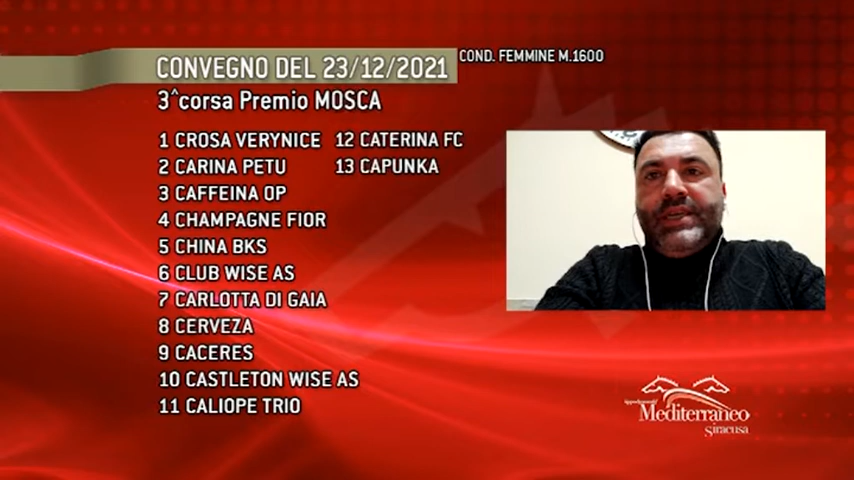 COND. FEMMINE M.1600
CONVEGNO DEL 23/12/2021
3^corsa Premio MOSCA
1 CROSA VERYNICE
2 CARINA PETU
3 CAFFEINA OP
4 CHAMPAGNE FIOR
5 CHINA BKS
6 CLUB WISE AS
7 CARLOTTA DI GAIA
8 CERVEZA
9 CACERES
10 CASTLETON WISE AS
11 CALIOPE TRIO
12 CATERINA FC
13 CAPUNKA
Mediterraneo
Siracusa